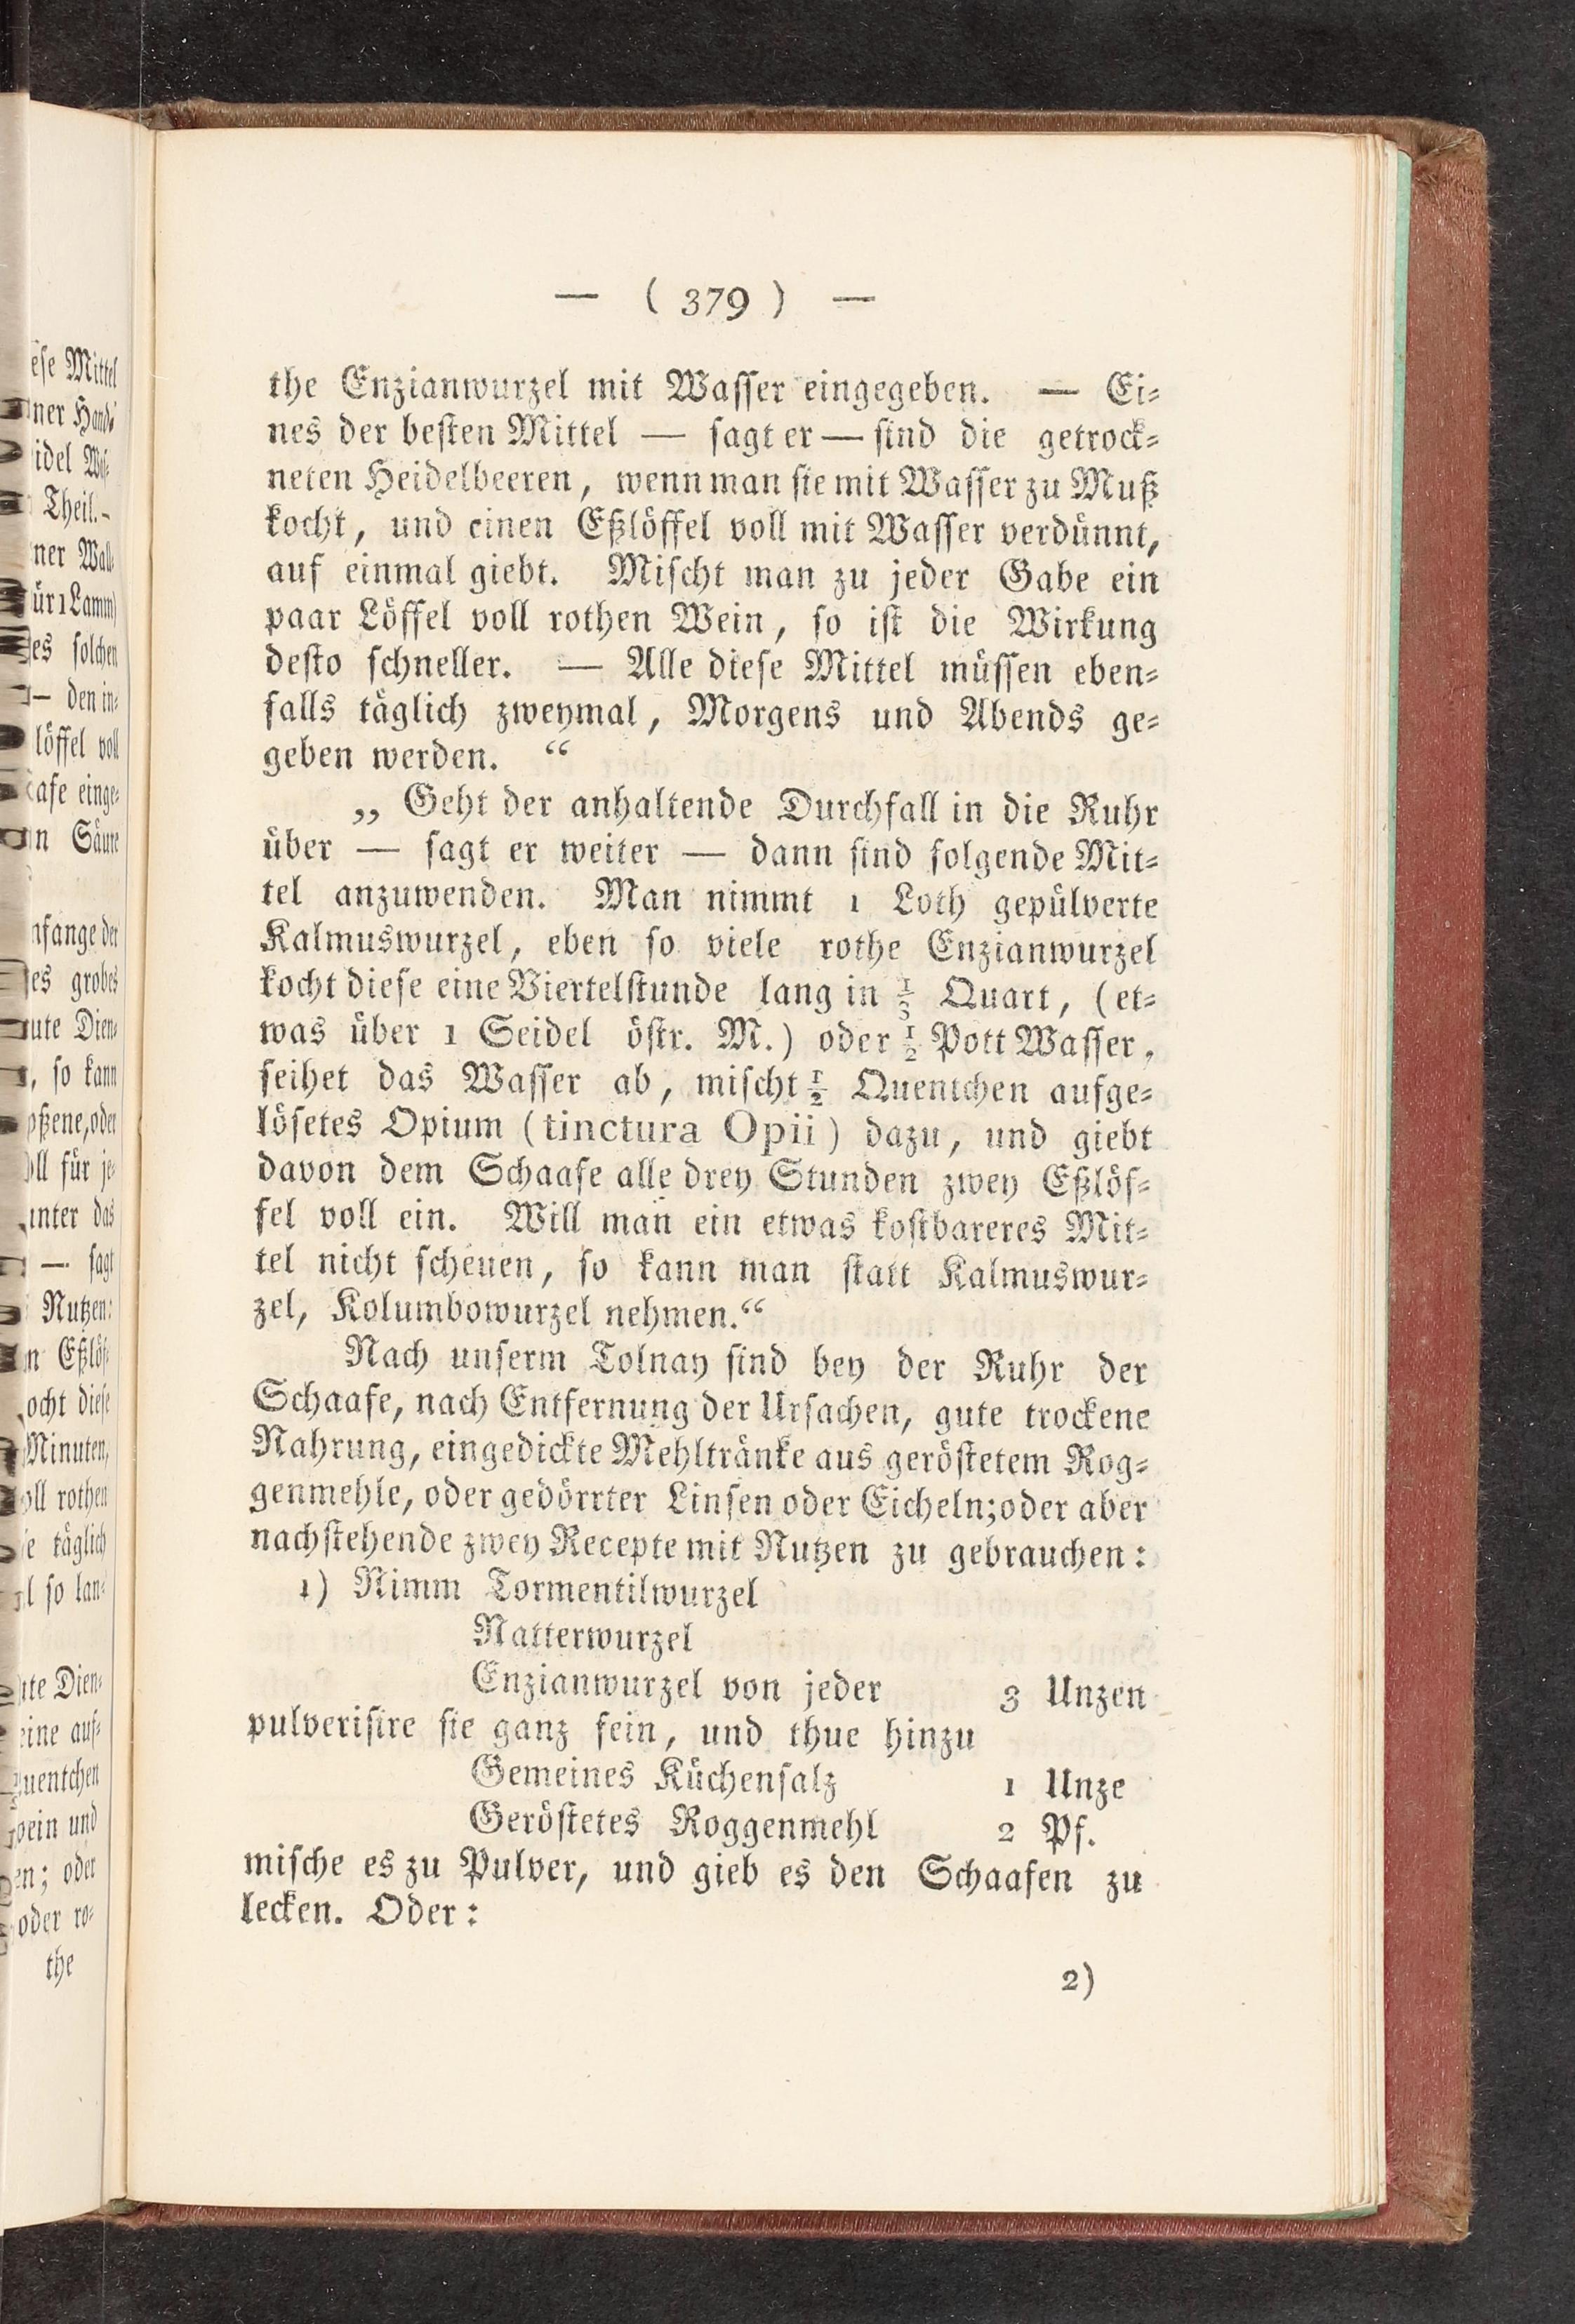 — ( 379 ) —
the Enzianwurzel mit Wasser eingegeben. — Ei-
nes der besten Mittel — sagt er — sind die getrock-
neten Heidelbeeren, wenn man sie mit Wasser zu Muß
kocht, und einen Eßlöffel voll mit Wasser verdünnt,
auf einmal giebt. Mischt man zu jeder Gabe ein
paar Löffel voll rothen Wein, so ist die Wirkung
desto schneller. — Alle diese Mittel müssen eben-
falls täglich zweymal, Morgens und Abends ge-
geben werden. “
„ Geht der anhaltende Durchfall in die Ruhr
über — sagt er weiter — dann sind folgende Mit-
tel anzuwenden. Man nimmt 1 Loth gepülverte
Kalmuswurzel, eben so viele rothe Enzianwurzel
kocht diese eine Viertelstunde lang in ⅓ Quart, (et-
was über 1 Seidel östr. M.) oder ½ Pott Wasser,
seihet das Wasser ab, mischt ½ Quentchen aufge-
lösetes Opium (tinctura Opii) dazu, und giebt
davon dem Schaafe alle drey Stunden zwey Eßlöf-
fel voll ein. Will man ein etwas kostbareres Mit-
tel nicht scheuen, so kann man statt Kalmuswur-
zel, Kolumbowurzel nehmen.“
Nach unserm Tolnay sind bey der Ruhr der
Schaafe, nach Entfernung der Ursachen, gute trockene
Nahrung, eingedickte Mehltränke aus geröstetem Rog-
genmehle, oder gedörrter Linsen oder Eicheln; oder aber
nachstehende zwey Recepte mit Nutzen zu gebrauchen:
1) Nimm Tormentilwurzel
Natterwurzel
Enzianwurzel von jeder 3 Unzen
pulverisire sie ganz fein, und thue hinzu
Gemeines Küchensalz 1 Unze
Geröstetes Roggenmehl 2 Pf.
mische es zu Pulver, und gieb es den Schaafen zu
lecken. Oder:
2)